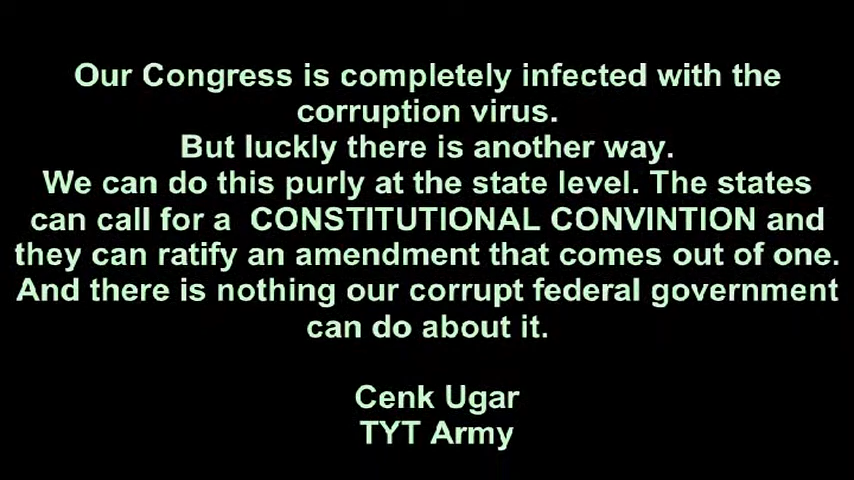 Our Congress is completely infected with the
corruption virus.
But luckly there is another way.
We can do this purly at the state level. The states
can call for a CONSTITUTIONAL CONVINTION and
they can ratify an amendment that comes out of one.
And there is nothing our corrupt federal government
can do about it.
Cenk Ugar
TYT Army